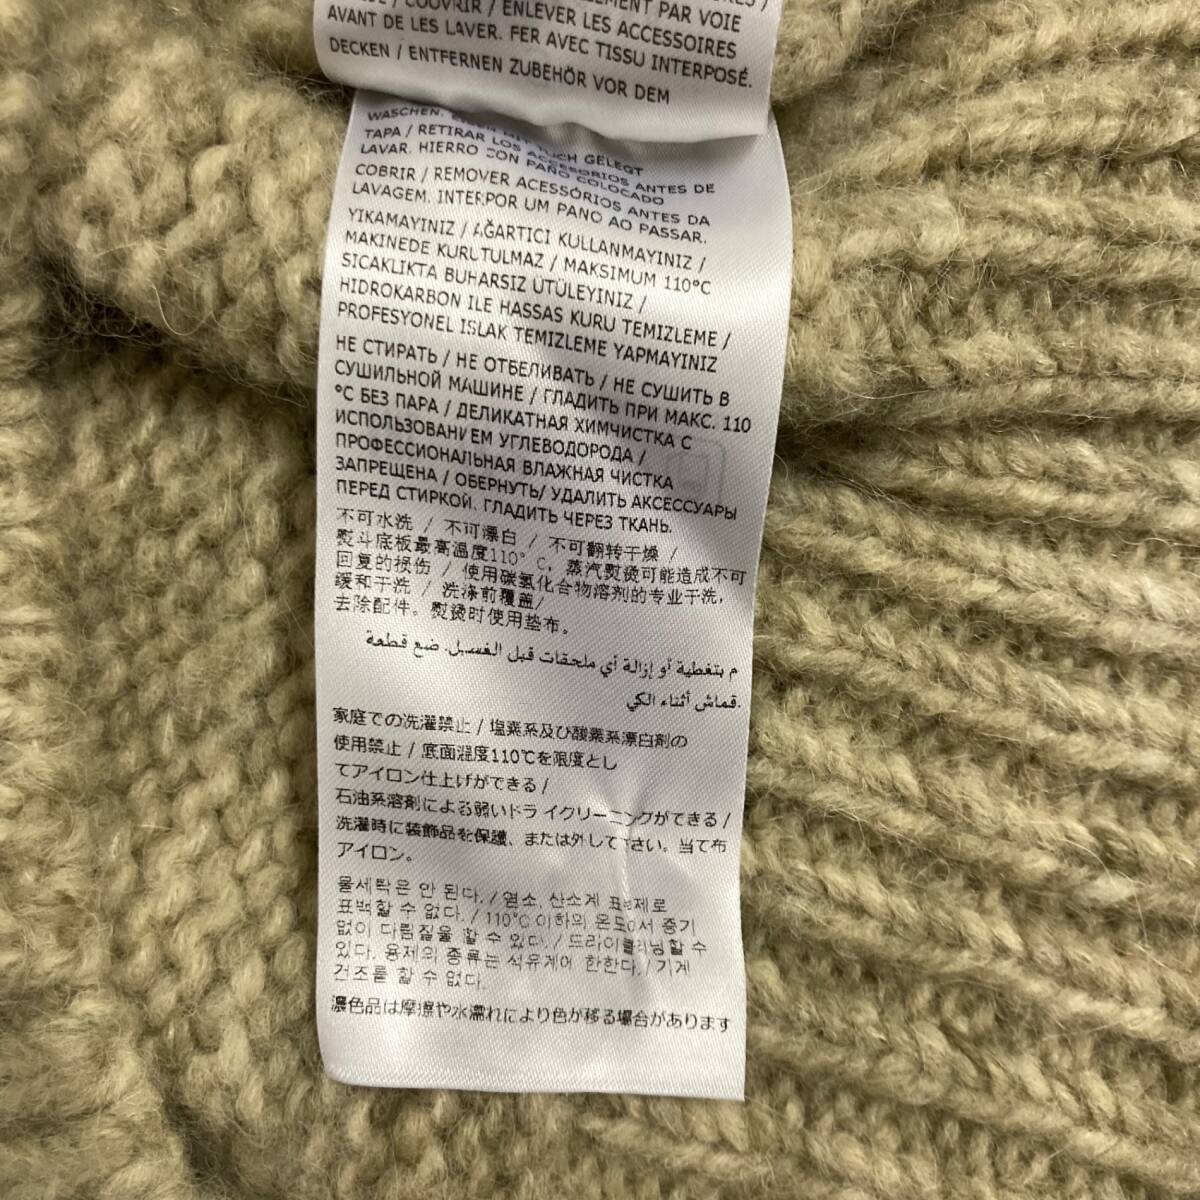 COUVRIR / ENLEVER LES ACCESSOIRES
AVANT DE LES LAVER. FER AVEC TISSU INTERPOSÉ.
DECKEN / ENTFERNEN ZUBEHÖR VOR DEM
WASCHEN. GELEGT
TAPA / RETIRAR LOS ACCESORIOS ANTES DE
LAVAR. HIERRO CON PAÑO COLOCADO
COBRIR / REMOVER ACESSÓRIOS ANTES DA
LAVAGEM. INTERPOR UM PANO AO PASSAR.
YIKAMAYINIZ / AĞARTICI KULLANMAYINIZ /
MAKINEDE KURUTULMAZ / MAKSIMUM 110°C
SICAKLIKTA BUHARSIZ ÜTÜLEYINIZ /
HIDROKARBON ILE HASSAS KURU TEMIZLEME /
PROFESYONEL ISLAK TEMIZLEME YAPMAYINIZ
НЕ СТИРАТЬ / НЕ ОТБЕЛИВАТЬ / НЕ СУШИТЬ В
СУШИЛЬНОЙ МАШИНЕ / ГЛАДИТЬ ПРИ МАКС. 110
°C БЕЗ ПАРА / ДЕЛИКАТНАЯ ХИМЧИСТКА С
ИСПОЛЬЗОВАНИЕМ УГЛЕВОДОРОДА /
ПРОФЕССИОНАЛЬНАЯ ВЛАЖНАЯ ЧИСТКА
ЗАПРЕЩЕНА / ОБЕРНУТЬ/ УДАЛИТЬ АКСЕССУАРЫ
ПЕРЕД СТИРКОЙ. ГЛАДИТЬ ЧЕРЕЗ ТКАНЬ.
不可水洗 / 不可漂白 / 不可翻转干燥 /
熨斗底板最高温度110°C, 蒸汽熨烫可能造成不可
回复的损伤 / 使用碳氢化合物溶剂的专业干洗,
缓和干洗 / 洗涤前覆盖/
去除配件。熨烫时使用垫布。
م بتغطية أو إزالة أي ملحقات قبل الغسيل. ضع قطعة
قماش أثناء الكي.
家庭での洗濯禁止 / 塩素系及び酸素系漂白剤の
使用禁止 / 底面温度110℃を限度とし
てアイロン仕上げができる /
石油系溶剤による弱いドライクリーニングができる /
洗濯時に装飾品を保護、または外して下さい。当て布
アイロン。
물세탁은 안 된다. / 염소, 산소계 표백제로
표백할 수 없다. / 110°C 이하의 온도에서 증기
없이 다림질을 할 수 있다. / 드라이클리닝할 수
있다. 용제의 종류는 석유계에 한한다. / 기계
건조를 할 수 없다.
濃色品は摩擦や水濡れにより色が移る場合があります